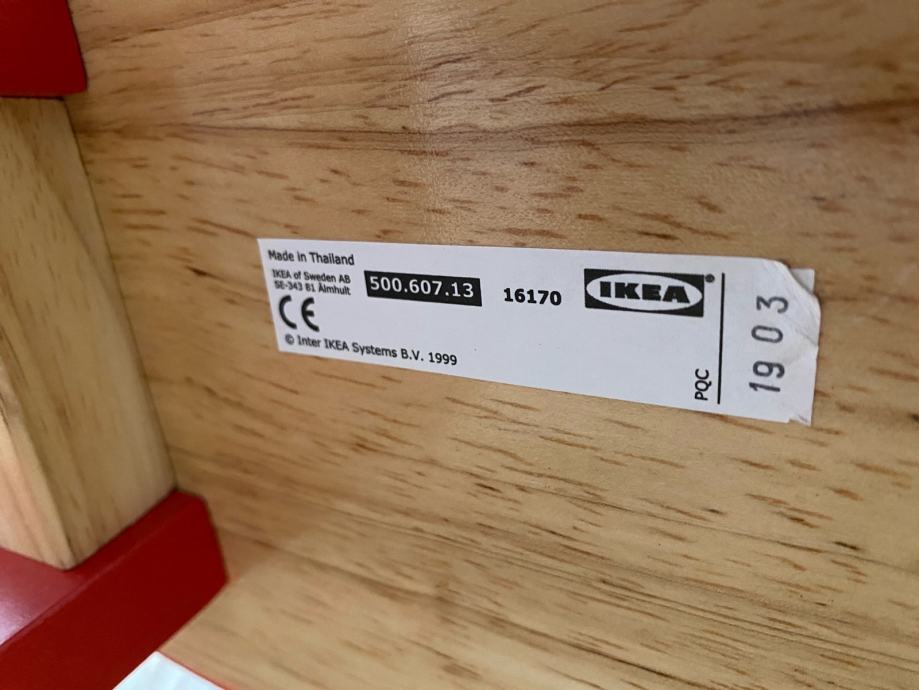 Made in Thailand
IKEA of Sweden AB
SE-343 81 Älmhult
500.607.13
16170
IKEA®
CE
© Inter IKEA Systems B.V. 1999
PQC
1903